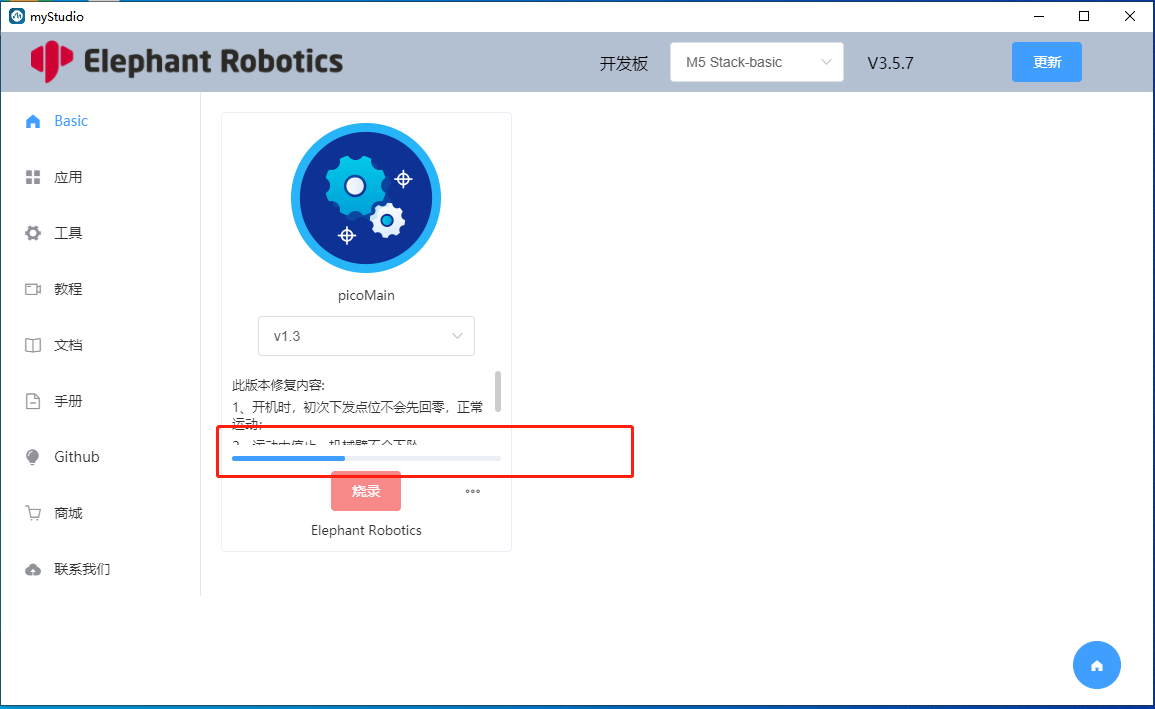 myStudio
Elephant Robotics
开发板
M5 Stack-basic
V3.5.7
更新
Basic
应用
工具
教程
文档
手册
Github
商城
联系我们
picoMain
v1.3
此版本修复内容:
1、开机时，初次下发点位不会先回零，正常
运动;
烧录
Elephant Robotics